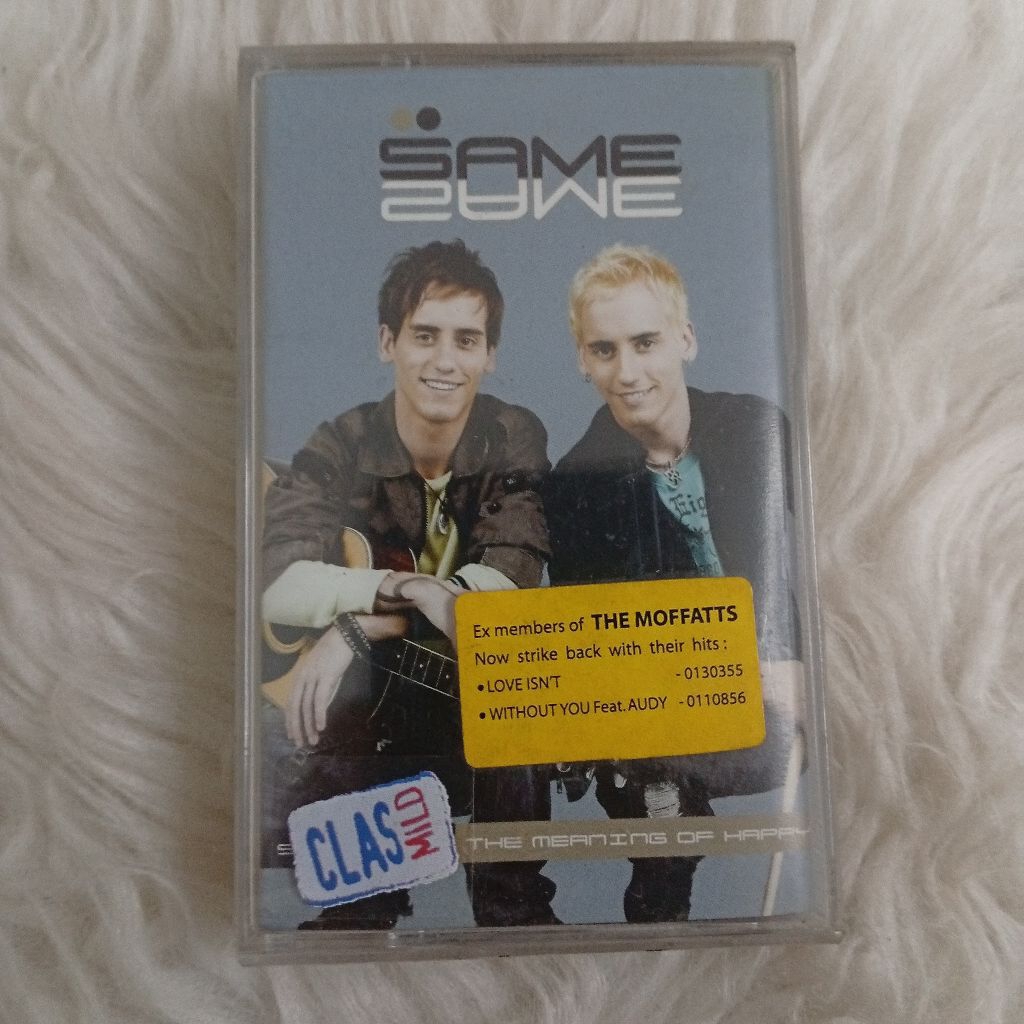 SAME
SAME
Eig
Ex members of THE MOFFATTS
Now strike back with their hits :
• LOVE ISN'T - 0130355
• WITHOUT YOU Feat. AUDY - 0110856
CLAS MILD
THE MEANING OF HAPPY